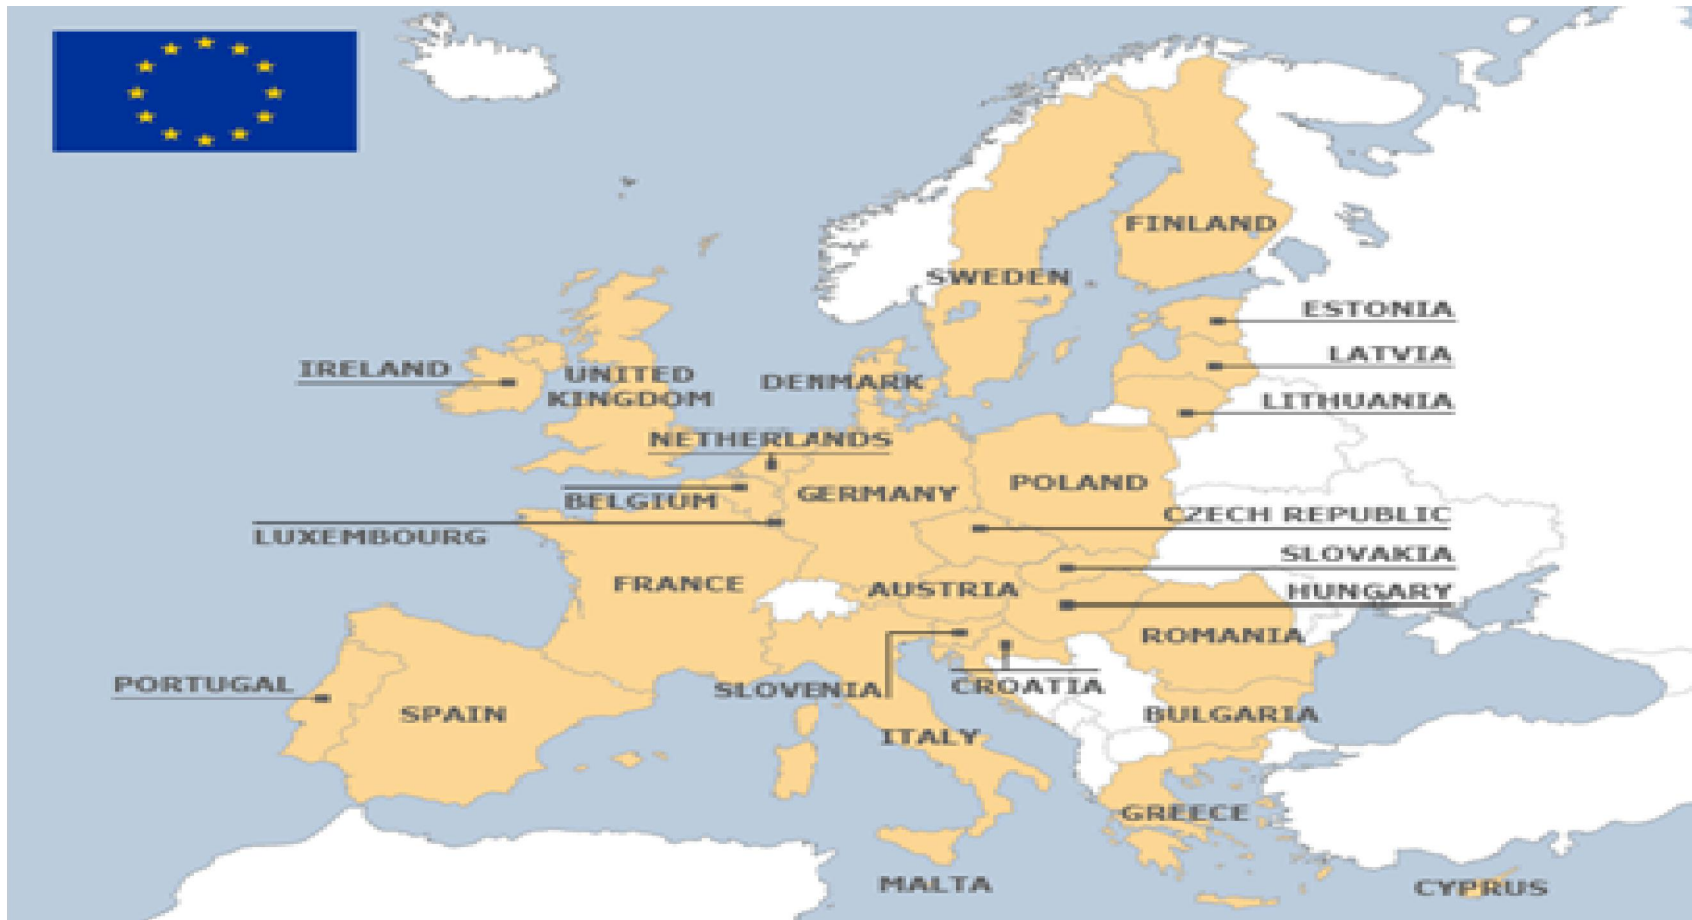 FINLAND
SWEDEN
ESTONIA
LATVIA
LITHUANIA
IRELAND
UNITED
KINGDOM
DENMARK
NETHERLANDS
BELGIUM
GERMANY
POLAND
LUXEMBOURG
CZECH REPUBLIC
SLOVAKIA
FRANCE
AUSTRIA
HUNGARY
ROMANIA
PORTUGAL
SPAIN
SLOVENIA
CROATIA
BULGARIA
ITALY
GREECE
MALTA
CYPRUS